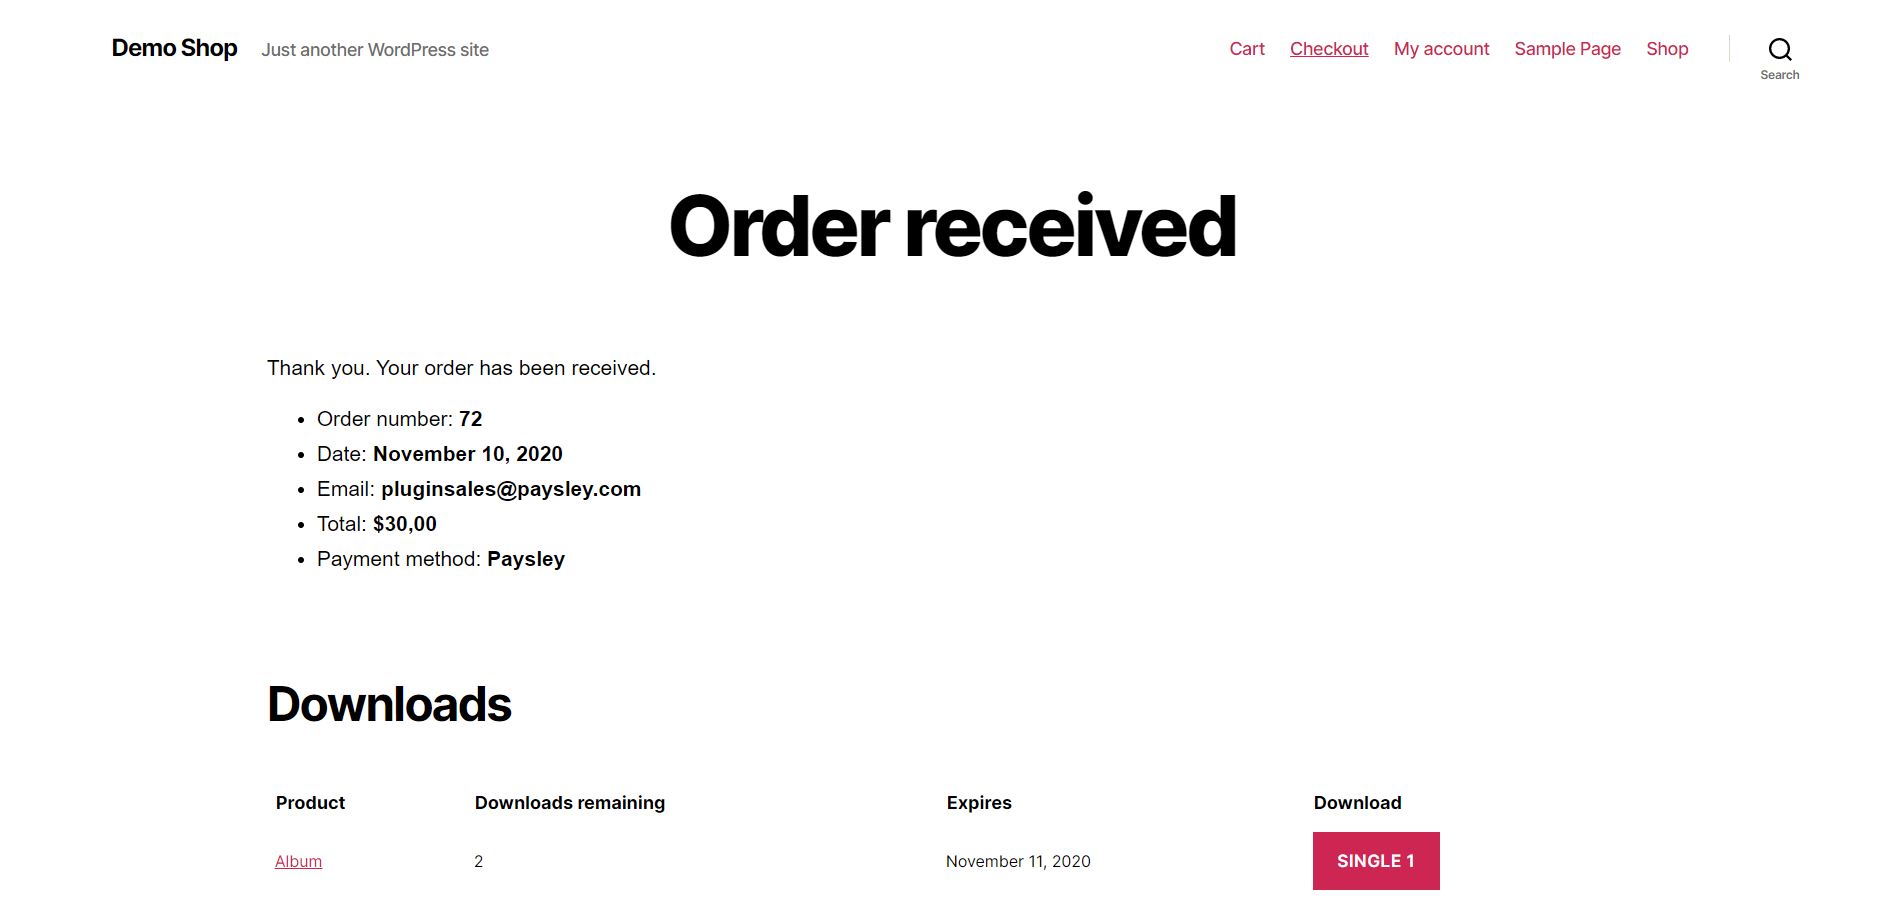 Demo Shop Just another WordPress site Cart Checkout My account Sample Page Shop
Search
Order received
Thank you. Your order has been received.
• Order number: 72
• Date: November 10, 2020
• Email: pluginsales@paysley.com
• Total: $30,00
• Payment method: Paysley
Downloads
Product Downloads remaining Expires Download
Album 2 November 11, 2020 SINGLE 1